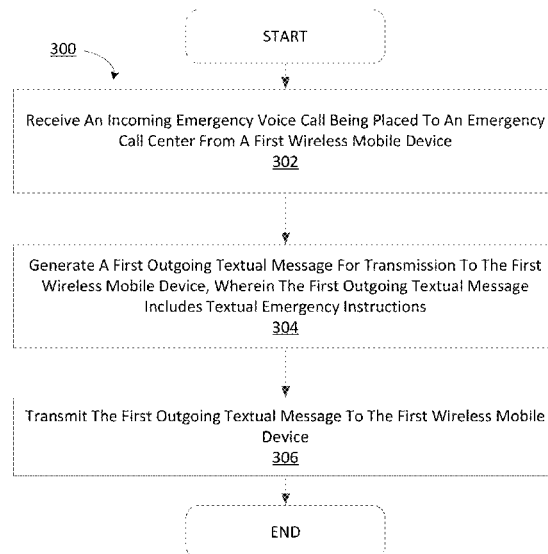 START
300
Receive An Incoming Emergency Voice Call Being Placed To An Emergency
Call Center From A First Wireless Mobile Device
302
Generate A First Outgoing Textual Message For Transmission To The First
Wireless Mobile Device, Wherein The First Outgoing Textual Message
Includes Textual Emergency Instructions
304
Transmit The First Outgoing Textual Message To The First Wireless Mobile
Device
306
END